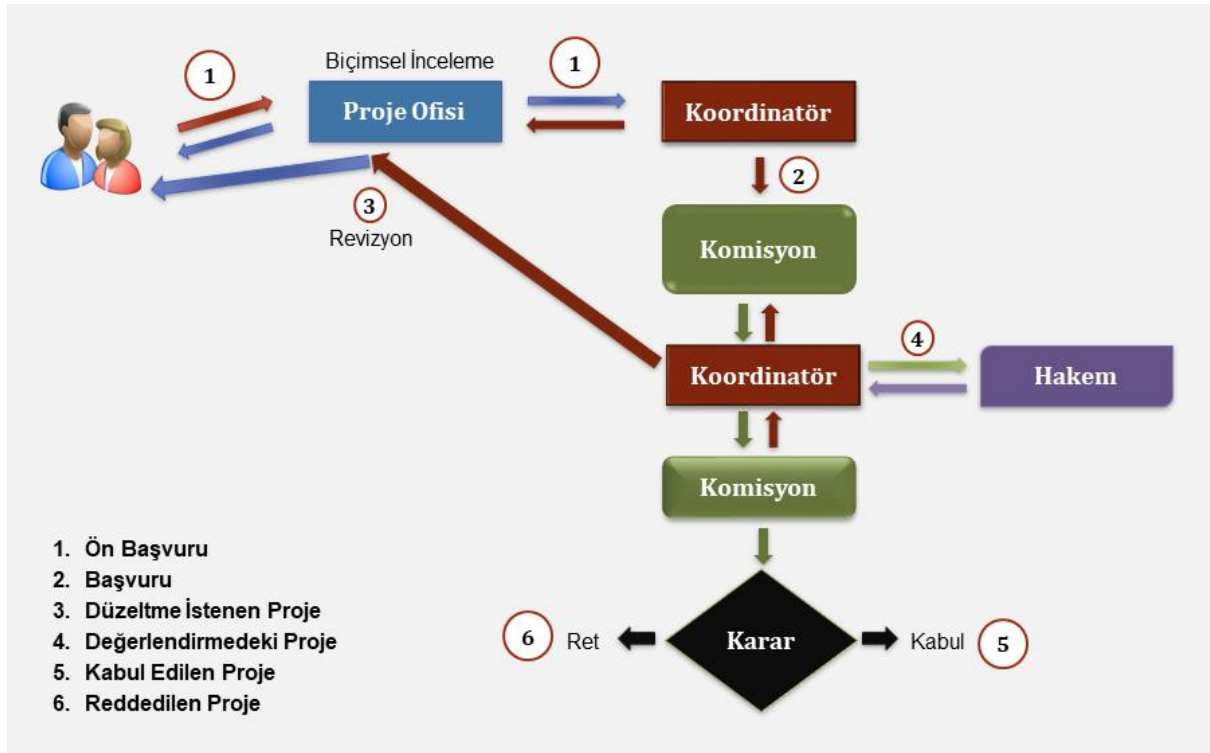 Biçimsel İnceleme
1
1
Proje Ofisi
Koordinatör
2
3
Revizyon
Komisyon
4
Koordinatör
Hakem
Komisyon
1. Ön Başvuru
2. Başvuru
3. Düzeltme İstenen Proje
4. Değerlendirmedeki Proje
5. Kabul Edilen Proje
6. Reddedilen Proje
6 Ret
Karar
Kabul 5